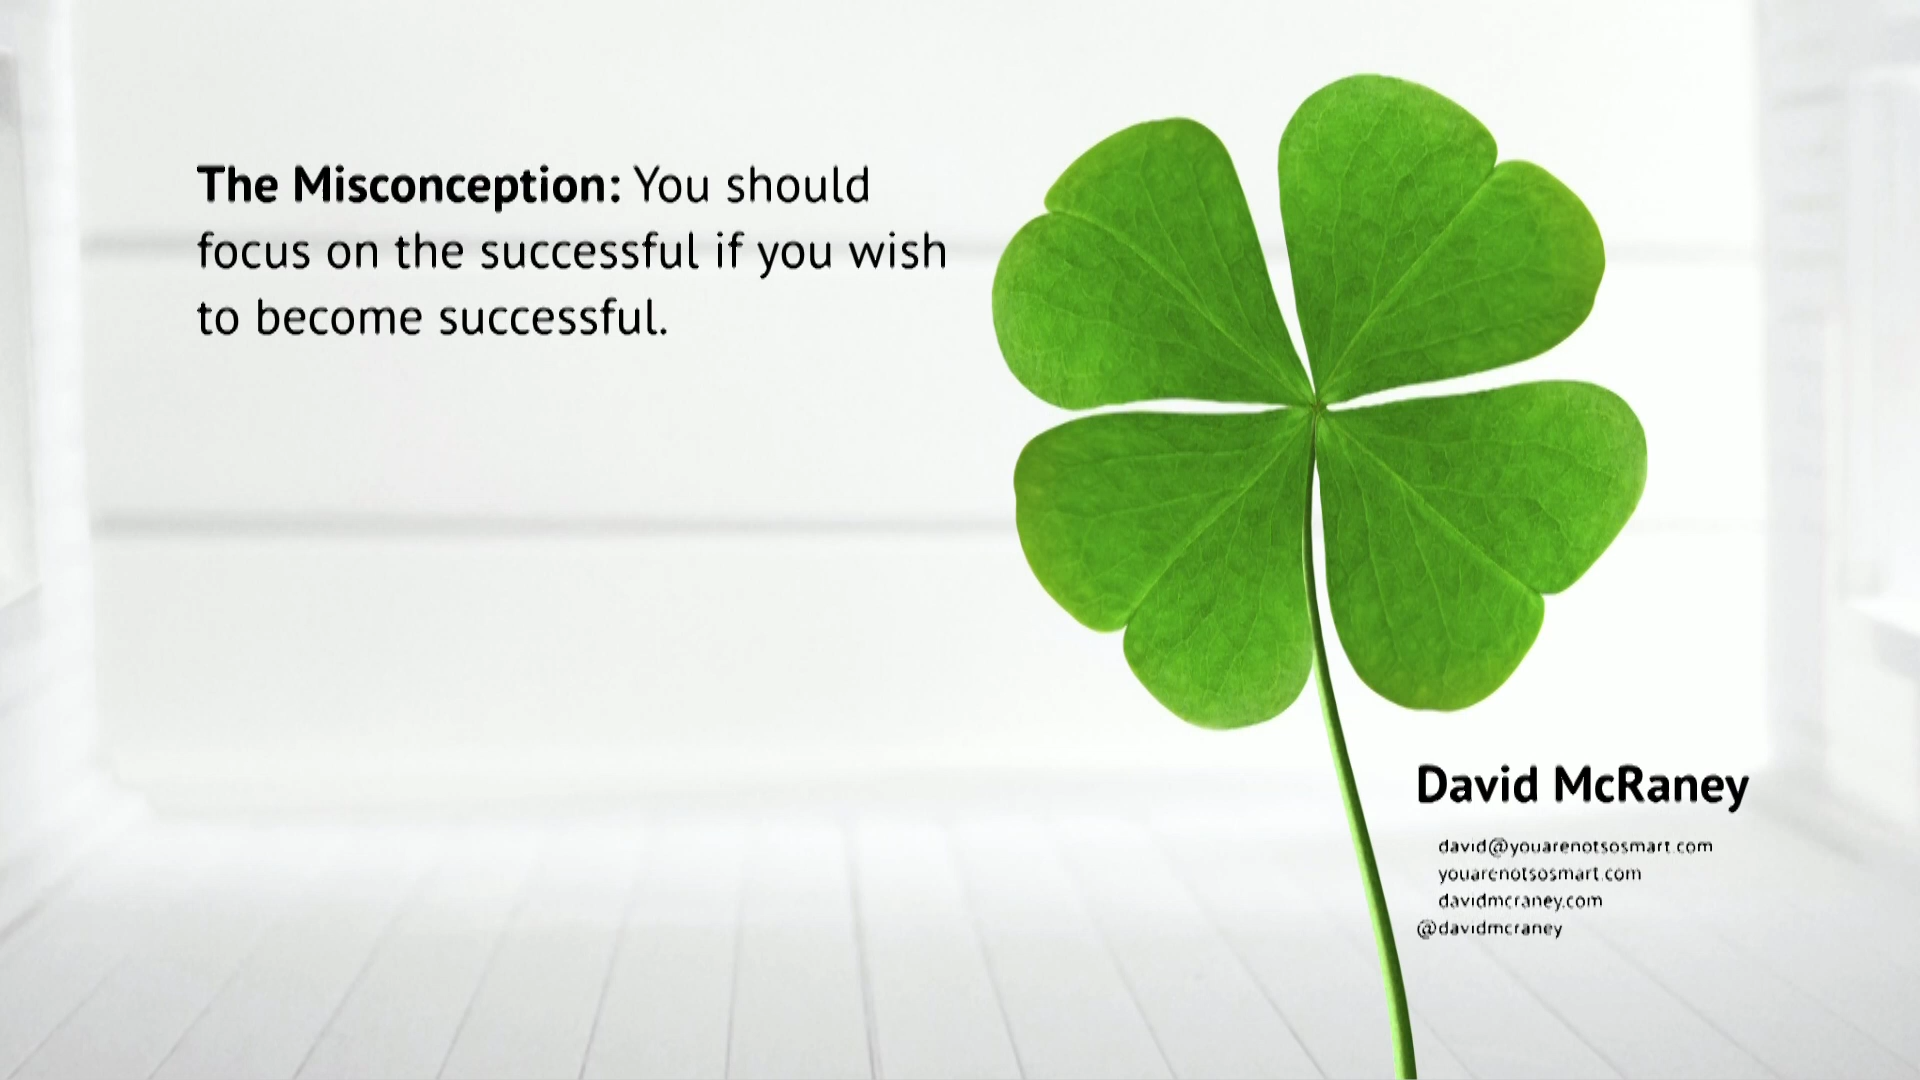 The Misconception: You should
focus on the successful if you wish
to become successful.
David McRaney
david@youarenotsosmart.com
youarenotsosmart.com
davidmcraney.com
@davidmcraney